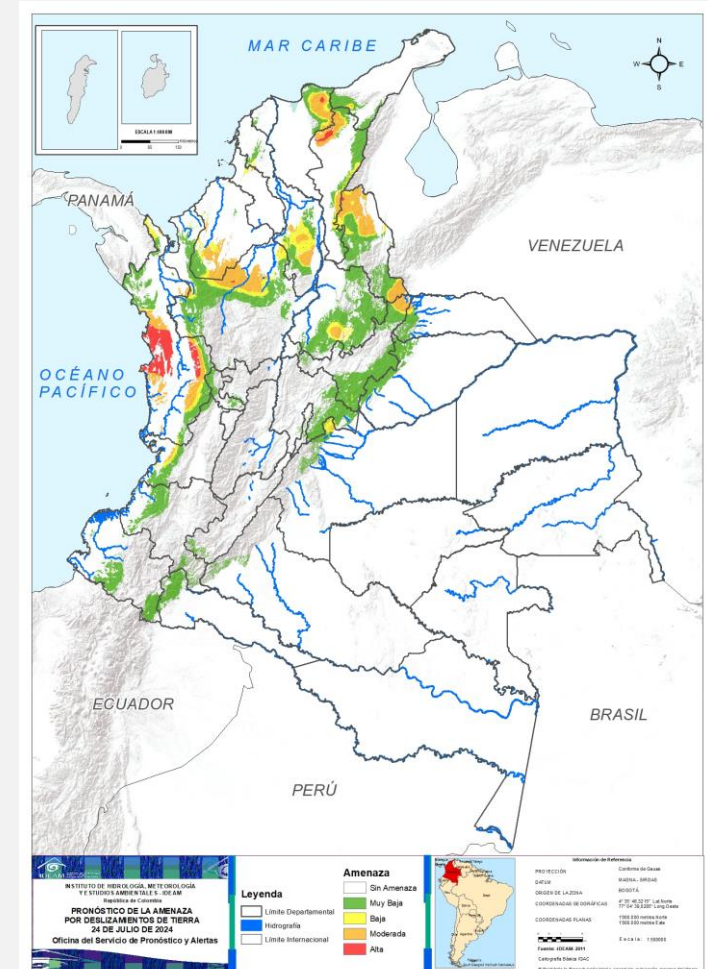 MAR CARIBE
N
W
E
S
PANAMÁ
VENEZUELA
OCÉANO
PACÍFICO
ECUADOR
BRASIL
PERÚ
IDEAM
INSTITUTO DE HIDROLOGÍA, METEOROLOGÍA
Y ESTUDIOS AMBIENTALES - IDEAM
República de Colombia
PRONÓSTICO DE LA AMENAZA
POR DESLIZAMIENTOS DE TIERRA
24 DE JULIO DE 2024
Oficina del Servicio de Pronóstico y Alertas
Leyenda
Límite Departamental
Hidrografía
Límite Internacional
Amenaza
Sin Amenaza
Muy Baja
Baja
Moderada
Alta
Información de Referencia
PROYECCIÓN
Conforme de Gauss
DATUM
MAGNA - SIRGAS
ORIGEN DE LA ZONA
BOGOTÁ
COORDENADAS GEOGRÁFICAS
COORDENADAS PLANAS
Fuente: IDEAM 2011
Cartografía Básica IGAC